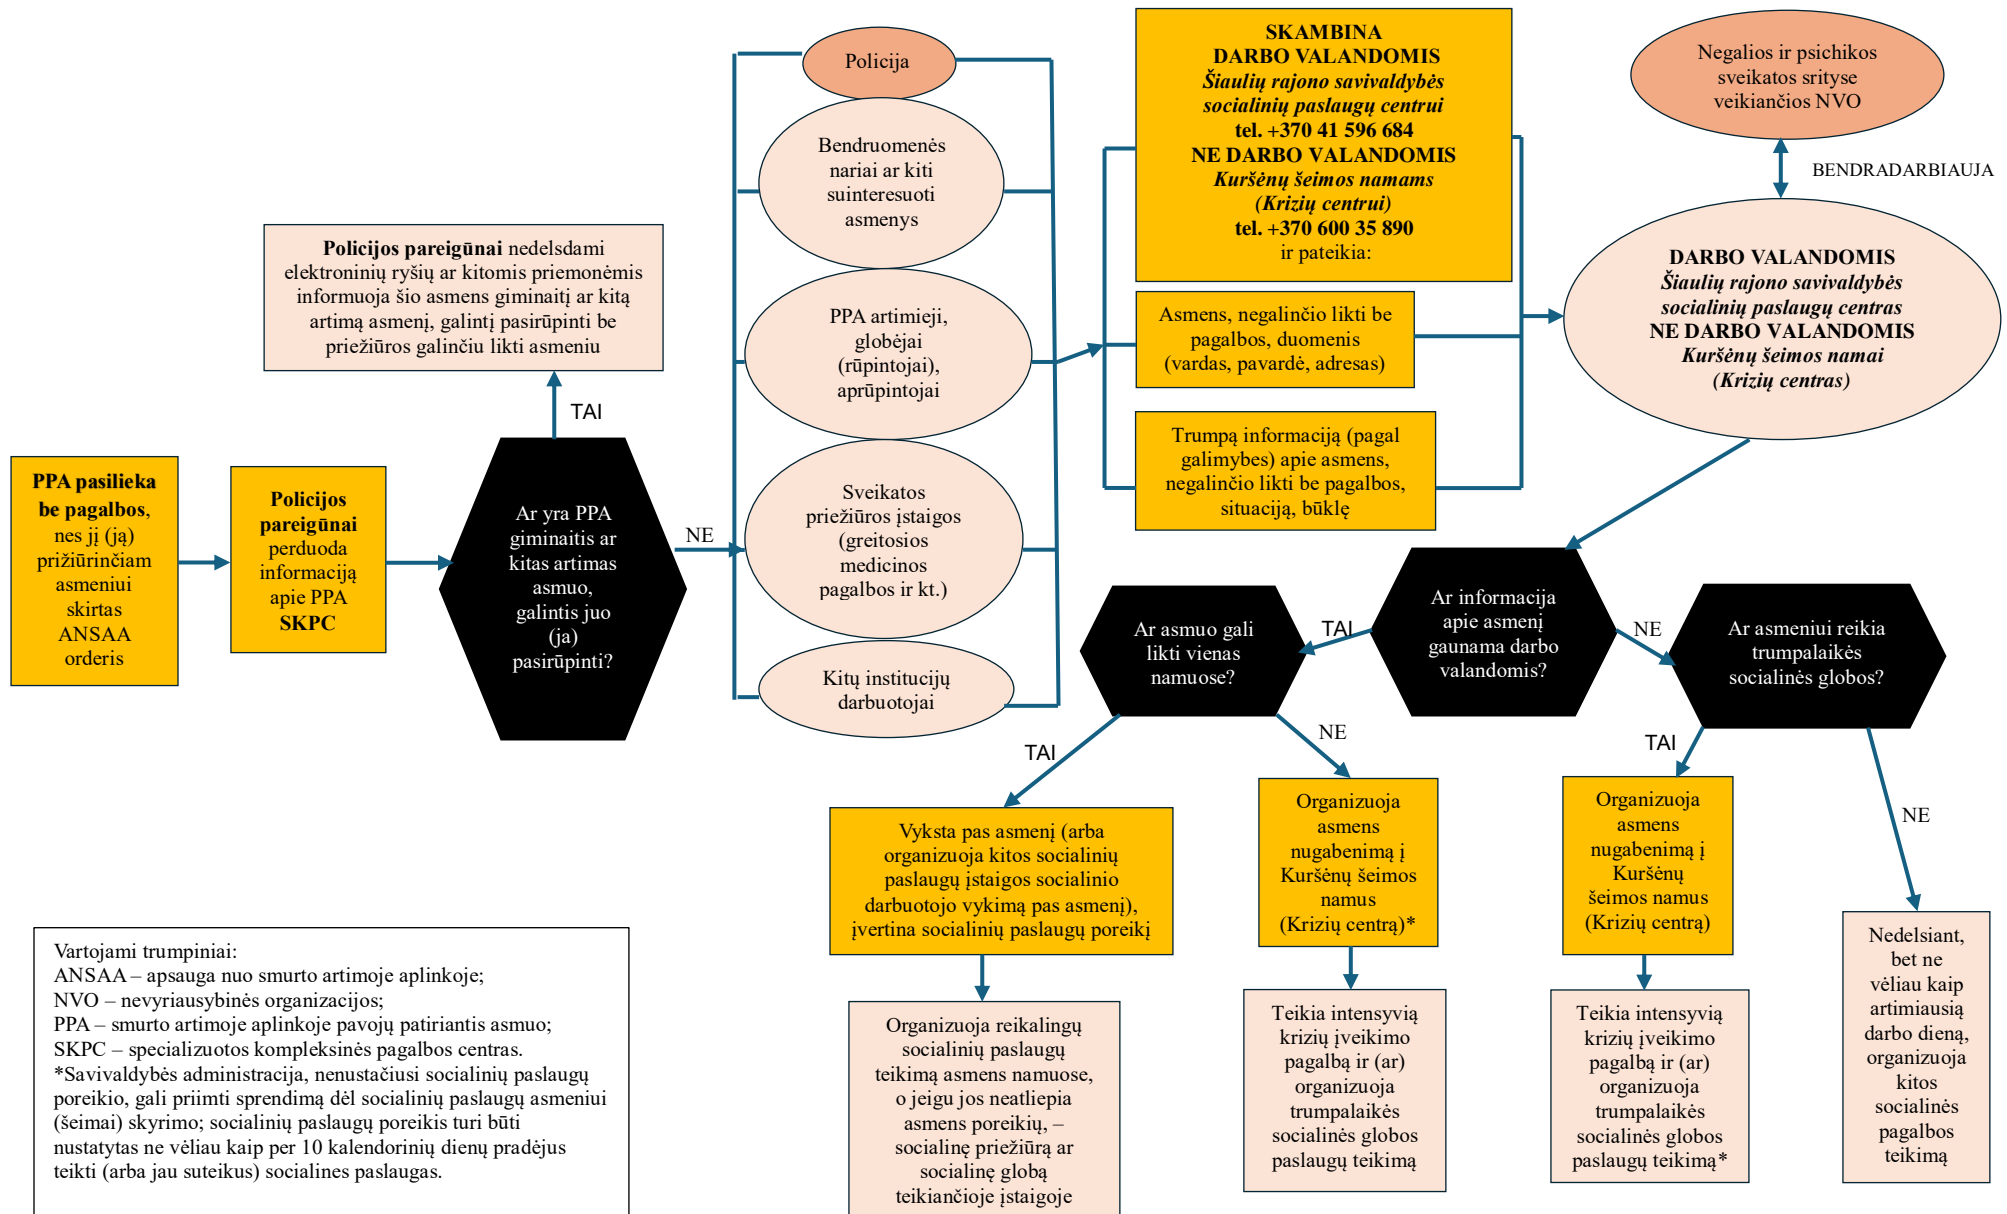 PPA pasilieka
be pagalbos,
nes jį (ją)
prižiūrinčiam
asmeniui
skirtas
ANSAA
orderis
Policijos
pareigūnai
perduoda
informaciją
apie PPA
SKPC
Ar yra PPA
giminaitis ar
kitas artimas
asmuo,
galintis juo
(ja)
pasirūpinti?
TAI
Policijos pareigūnai nedelsdami
elektroninių ryšių ar kitomis priemonėmis
informuoja šio asmens giminaitį ar kitą
artimą asmenį, galintį pasirūpinti be
priežiūros galinčiu likti asmeniu
NE
Policija
Bendruomenės
nariai ar kiti
suinteresuoti
asmenys
PPA artimieji,
globėjai
(rūpintojai),
aprūpintojai
Sveikatos
priežiūros įstaigos
(greitosios
medicinos
pagalbos ir kt.)
Kitų institucijų
darbuotojai
SKAMBINA
DARBO VALANDOMIS
Šiaulių rajono savivaldybės
socialinių paslaugų centrui
tel. +370 41 596 684
NE DARBO VALANDOMIS
Kuršėnų šeimos namams
(Krizių centrui)
tel. +370 600 35 890
ir pateikia:
Asmens, negalinčio likti be
pagalbos, duomenis
(vardas, pavardė, adresas)
Trumpą informaciją (pagal
galimybes) apie asmens,
negalinčio likti be pagalbos,
situaciją, būklę
Negalios ir psichikos
sveikatos srityse
veikiančios NVO
BENDRADARBIAUJA
DARBO VALANDOMIS
Šiaulių rajono savivaldybės
socialinių paslaugų centras
NE DARBO VALANDOMIS
Kuršėnų šeimos namai
(Krizių centras)
Ar informacija
apie asmenį
gaunama darbo
valandomis?
TAI
Ar asmuo gali
likti vienas
namuose?
NE
Ar asmeniui reikia
trumpalaikės
socialinės globos?
TAI
Vyksta pas asmenį (arba
organizuoja kitos socialinių
paslaugų įstaigos socialinio
darbuotojo vykimą pas asmenį),
įvertina socialinių paslaugų poreikį
Organizuoja reikalingų
socialinių paslaugų
teikimą asmens namuose,
o jeigu jos neatliepia
asmens poreikių, –
socialinę priežiūrą ar
socialinę globą
teikiančioje įstaigoje
NE
Organizuoja
asmens
nugabenimą į
Kuršėnų šeimos
namus
(Krizių centrą)*
Teikia intensyvią
krizių įveikimo
pagalbą ir (ar)
organizuoja
trumpalaikės
socialinės globos
paslaugų teikimą
TAI
Organizuoja
asmens
nugabenimą į
Kuršėnų
šeimos namus
(Krizių centrą)
Teikia intensyvią
krizių įveikimo
pagalbą ir (ar)
organizuoja
trumpalaikės
socialinės globos
paslaugų teikimą*
NE
Nedelsiant,
bet ne
vėliau kaip
artimiausią
darbo dieną,
organizuoja
kitos
socialinės
pagalbos
teikimą
Vartojami trumpiniai:
ANSAA – apsauga nuo smurto artimoje aplinkoje;
NVO – nevyriausybinės organizacijos;
PPA – smurto artimoje aplinkoje pavojų patiriantis asmuo;
SKPC – specializuotos kompleksinės pagalbos centras.
*Savivaldybės administracija, nenustačiusi socialinių paslaugų
poreikio, gali priimti sprendimą dėl socialinių paslaugų asmeniui
(šeimai) skyrimo; socialinių paslaugų poreikis turi būti
nustatytas ne vėliau kaip per 10 kalendorinių dienų pradėjus
teikti (arba jau suteikus) socialines paslaugas.